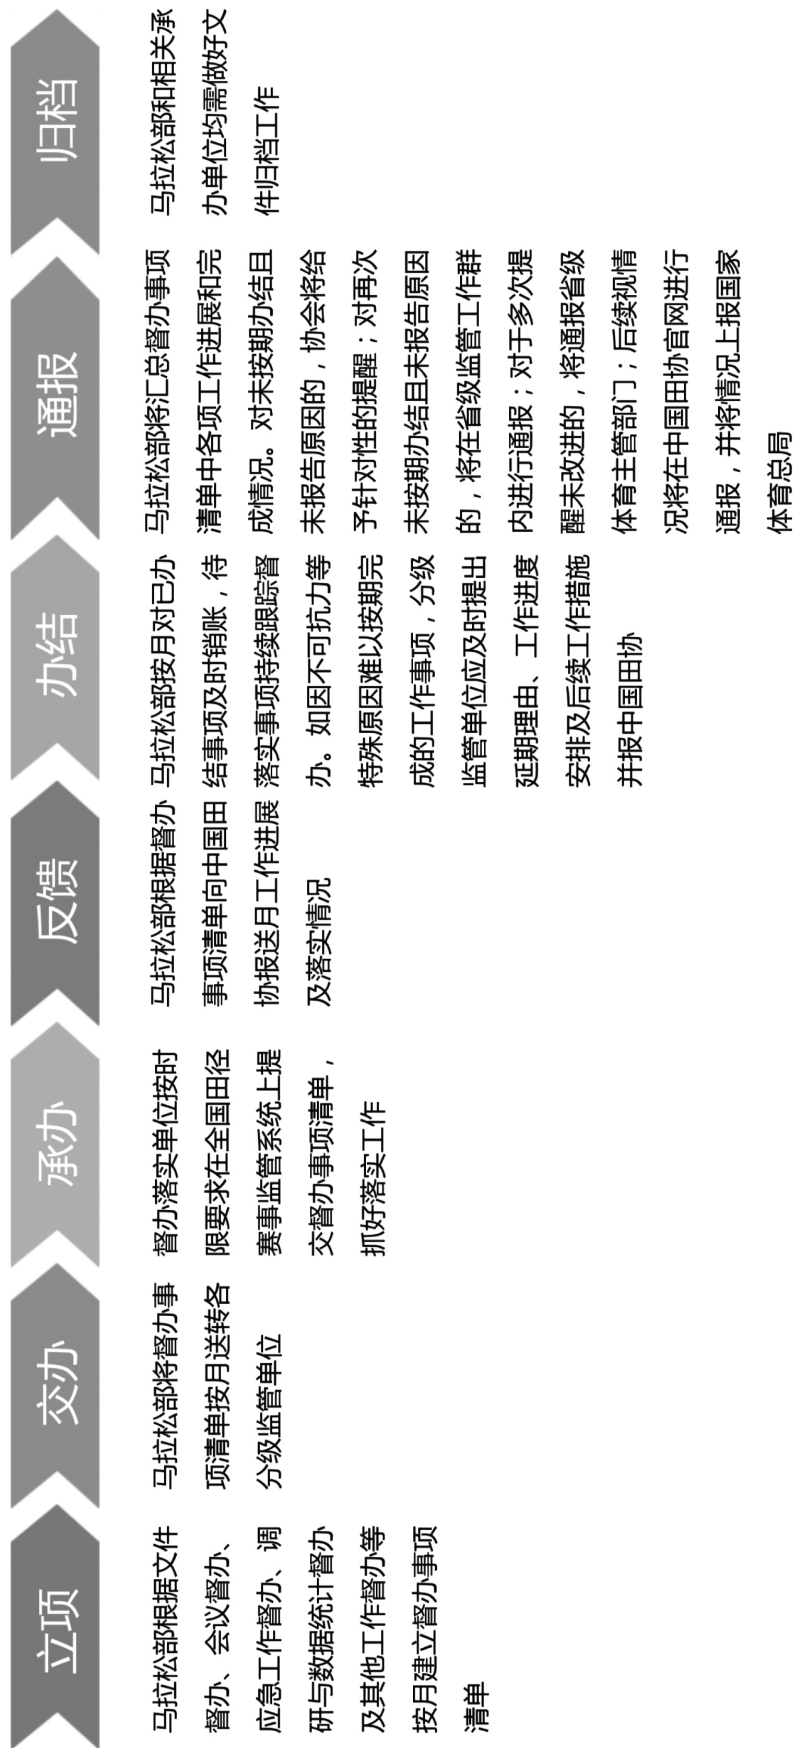 立项
马拉松部根据文件
督办、会议督办、
应急工作督办、调
研与数据统计督办
及其他工作督办等
按月建立督办事项
清单
交办
马拉松部将督办事
项清单按月送转各
分级监管单位
承办
督办落实单位按时
限要求在全国田径
赛事监管系统上提
交督办事项清单，
抓好落实工作
反馈
马拉松部根据督办
事项清单向中国田
协报送月工作进展
及落实情况
办结
马拉松部按月对已办
结事项及时销账，待
落实事项持续跟踪督
办。如因不可抗力等
特殊原因难以按期完
成的工作事项，分级
监管单位应及时提出
延期理由、工作进度
安排及后续工作措施
并报中国田协
通报
马拉松部将汇总督办事项
清单中各项工作进展和完
成情况。对未按期办结且
未报告原因的，协会将给
予针对性的提醒；对再次
未按期办结且未报告原因
的，将在省级监管工作群
内进行通报；对于多次提
醒未改进的，将通报省级
体育主管部门；后续视情
况将在中国田协官网进行
通报，并将情况上报国家
体育总局
归档
马拉松部和相关承
办单位均需做好文
件归档工作